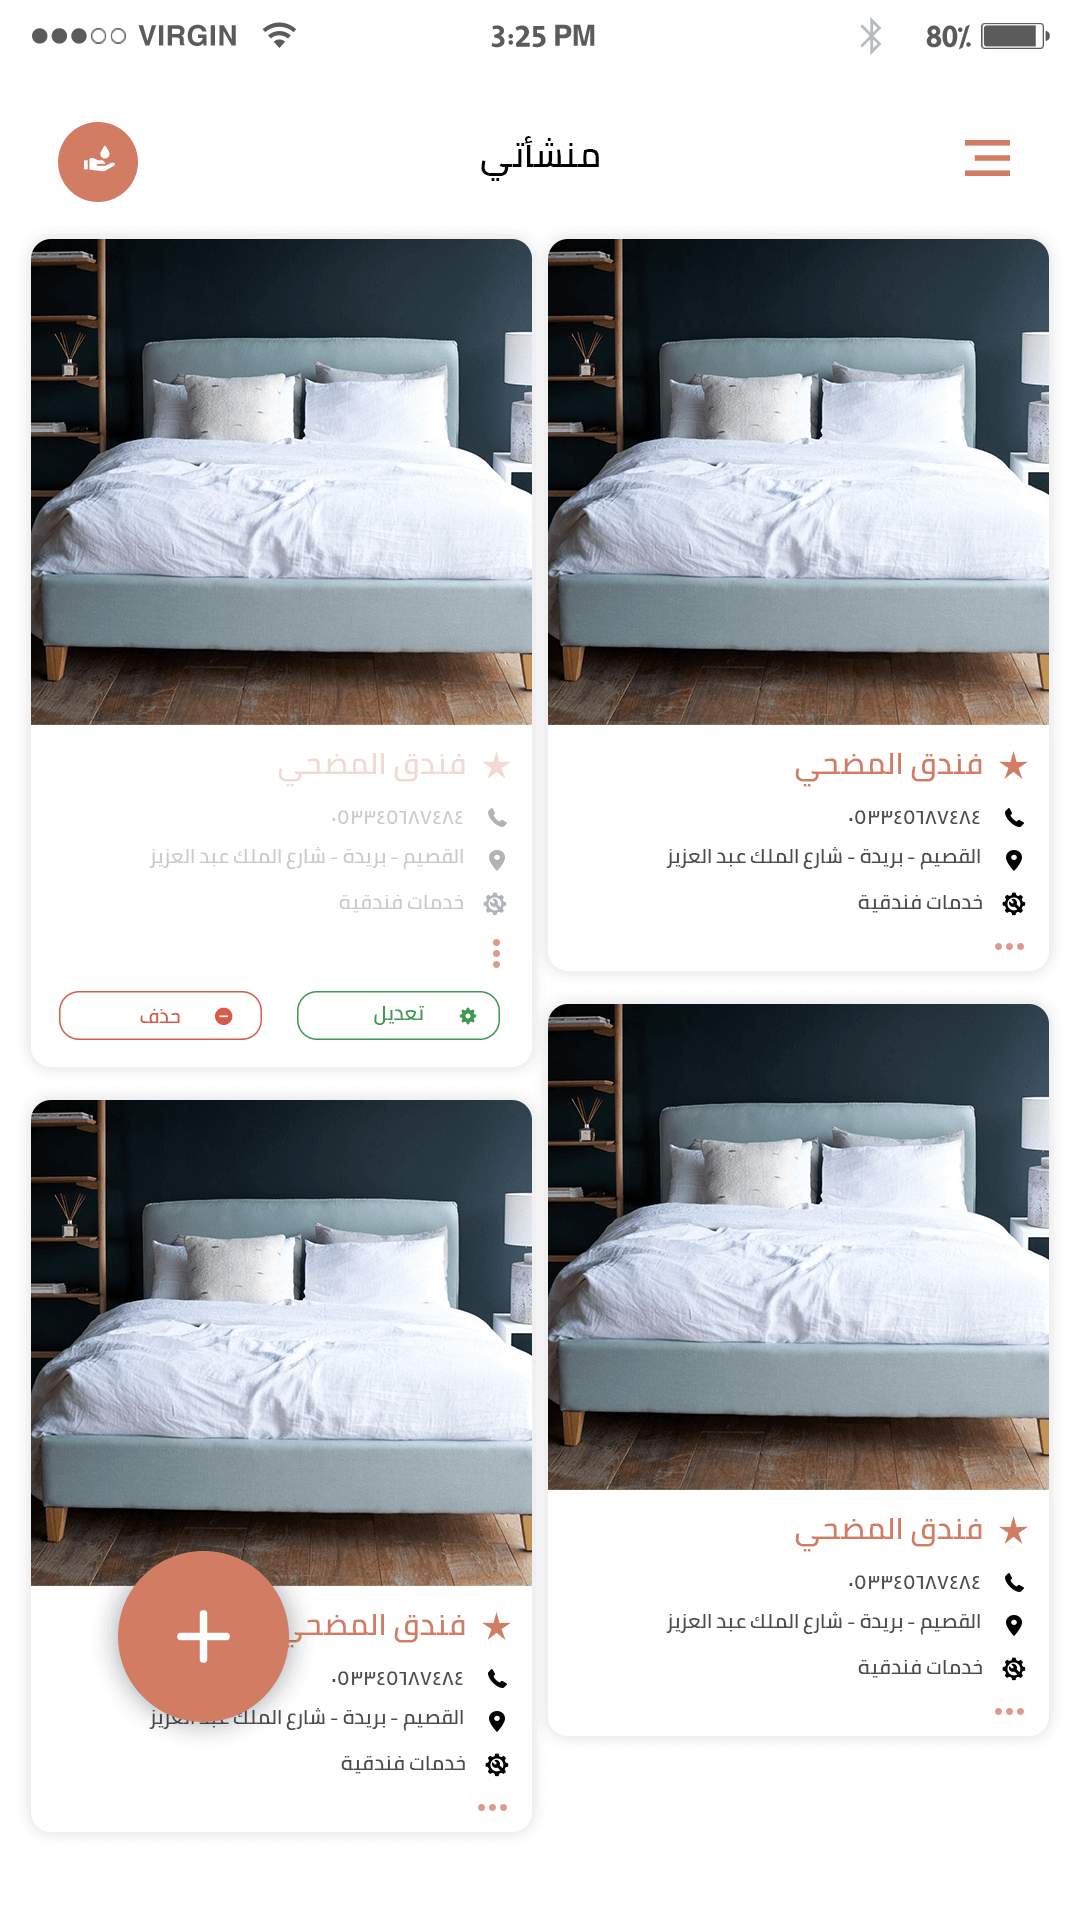 VIRGIN 3:25 PM 80%
منشأتي
فندق المضحي
٠٥٣٣٤٥٦٨٧٤٨٤
القصيم - بريدة - شارع الملك عبد العزيز
خدمات فندقية
فندق المضحي
٠٥٣٣٤٥٦٨٧٤٨٤
القصيم - بريدة - شارع الملك عبد العزيز
خدمات فندقية
تعديل
حذف
فندق المضحي
٠٥٣٣٤٥٦٨٧٤٨٤
القصيم - بريدة - شارع الملك عبد العزيز
خدمات فندقية
فندق المضحي
٠٥٣٣٤٥٦٨٧٤٨٤
القصيم - بريدة - شارع الملك عبد العزيز
خدمات فندقية